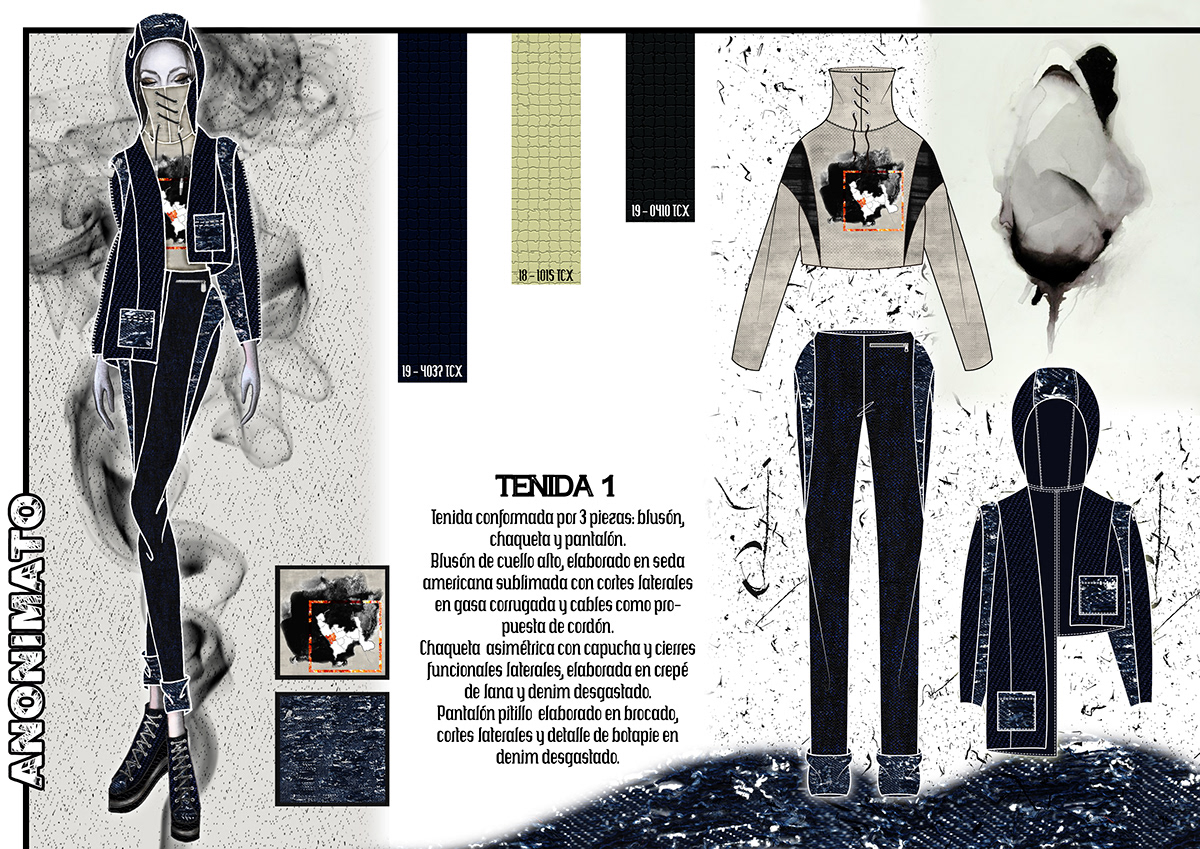 ANONIMATO
19 - 4037 TCX
18 - 1015 TCX
19 - 0410 TCX
TENIDA 1
Tenida conformada por 3 piezas: blusón,
chaqueta y pantalón.
Blusón de cuello alto, elaborado en seda
americana sublimada con cortes laterales
en gasa corrugada y cables como pro-
puesta de cordón.
Chaqueta asimétrica con capucha y cierres
funcionales laterales, elaborada en crepé
de lana y denim desgastado.
Pantalón pitillo elaborado en brocado,
cortes laterales y detalle de botapie en
denim desgastado.